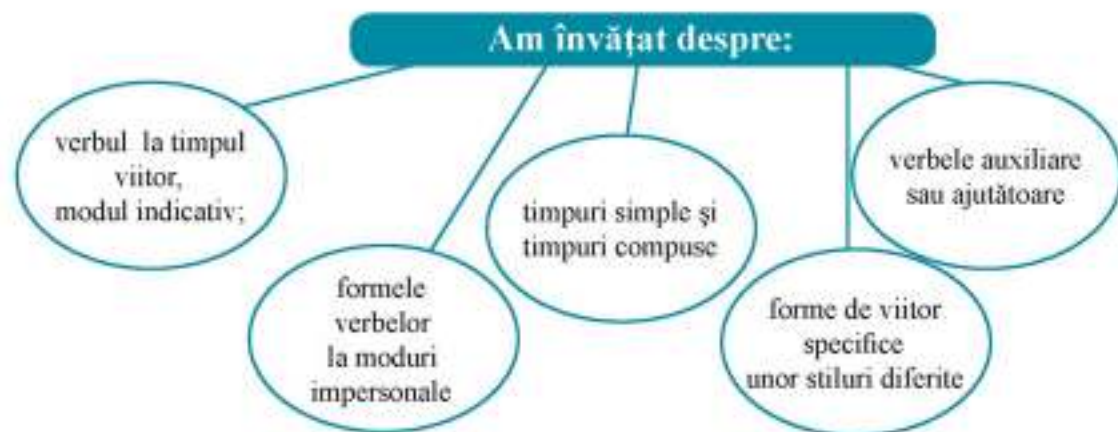 Am învățat despre:
verbul la timpul
viitor,
modul indicativ;
formele
verbelor
la moduri
impersonale
timpuri simple şi
timpuri compuse
forme de viitor
specifice
unor stiluri diferite
verbele auxiliare
sau ajutătoare